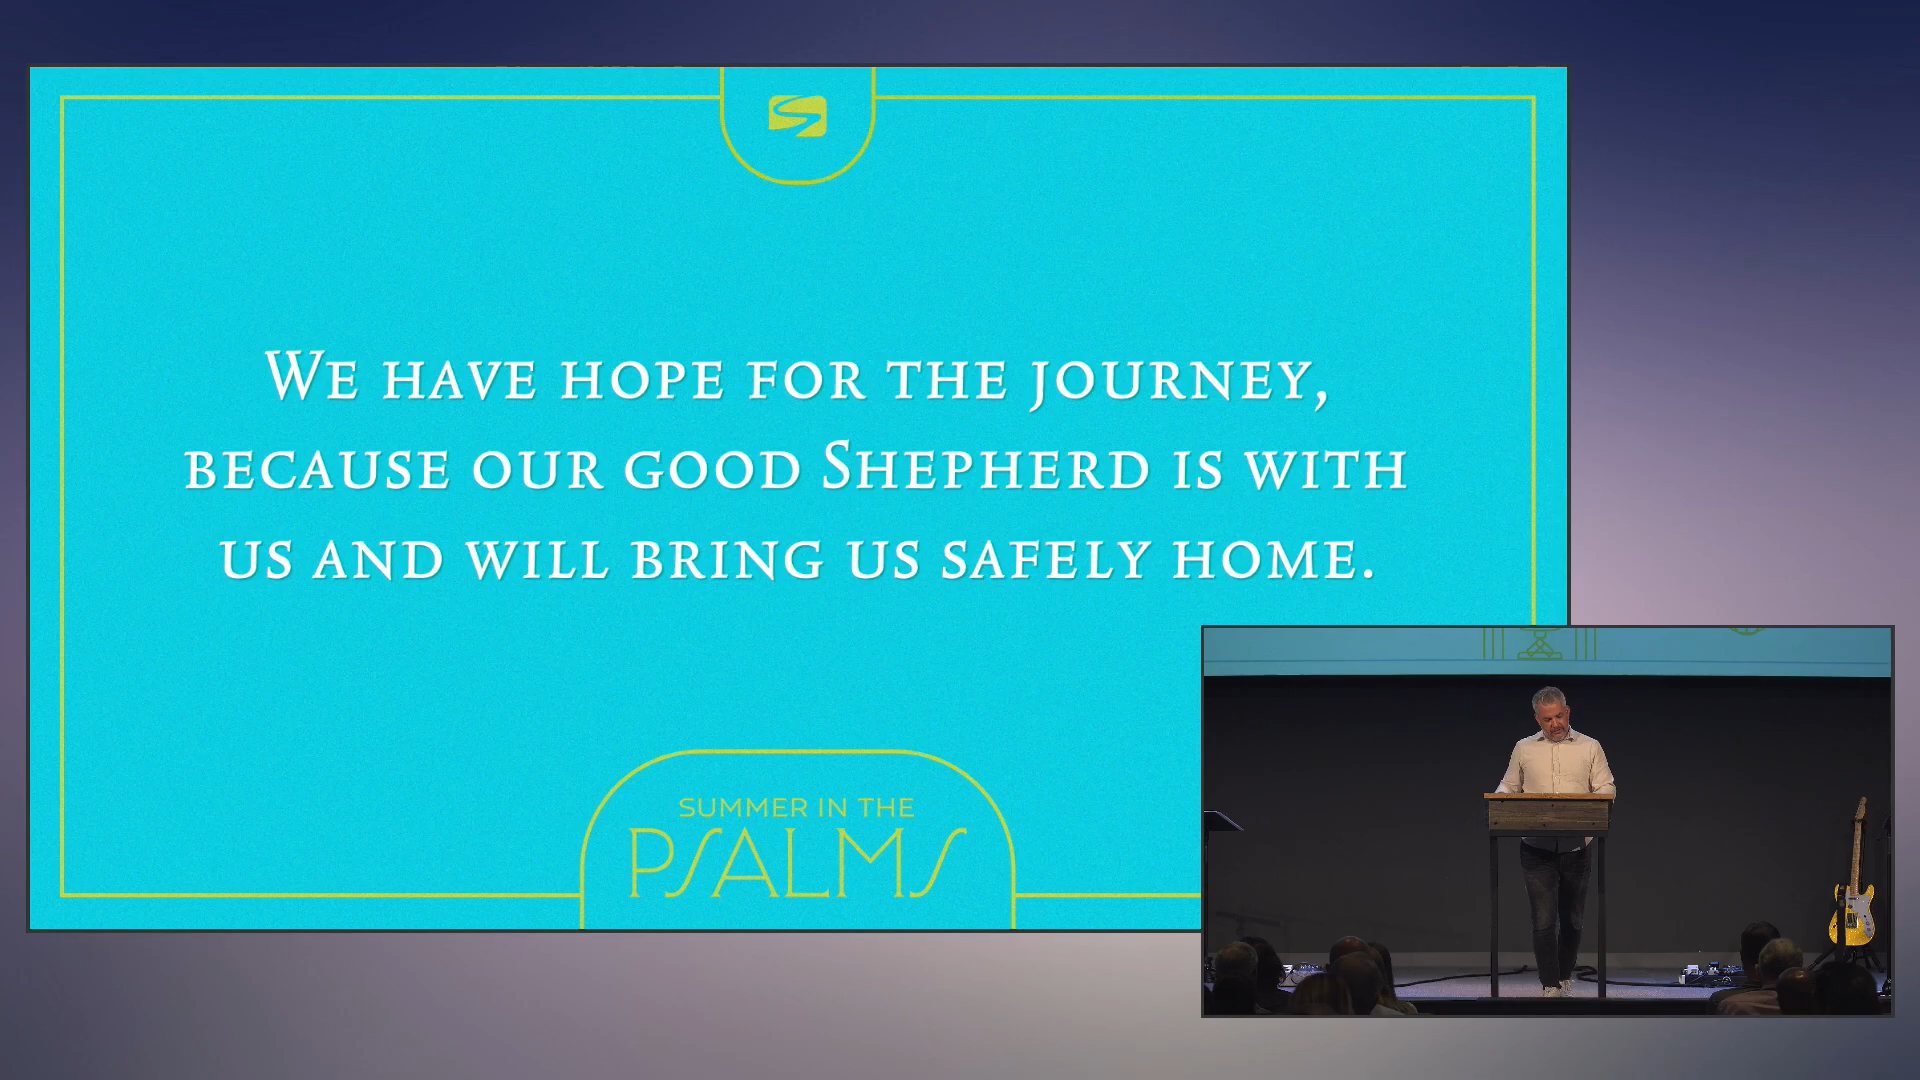 We have hope for the journey,
because our good Shepherd is with
us and will bring us safely home.
SUMMER IN THE
PSALMS